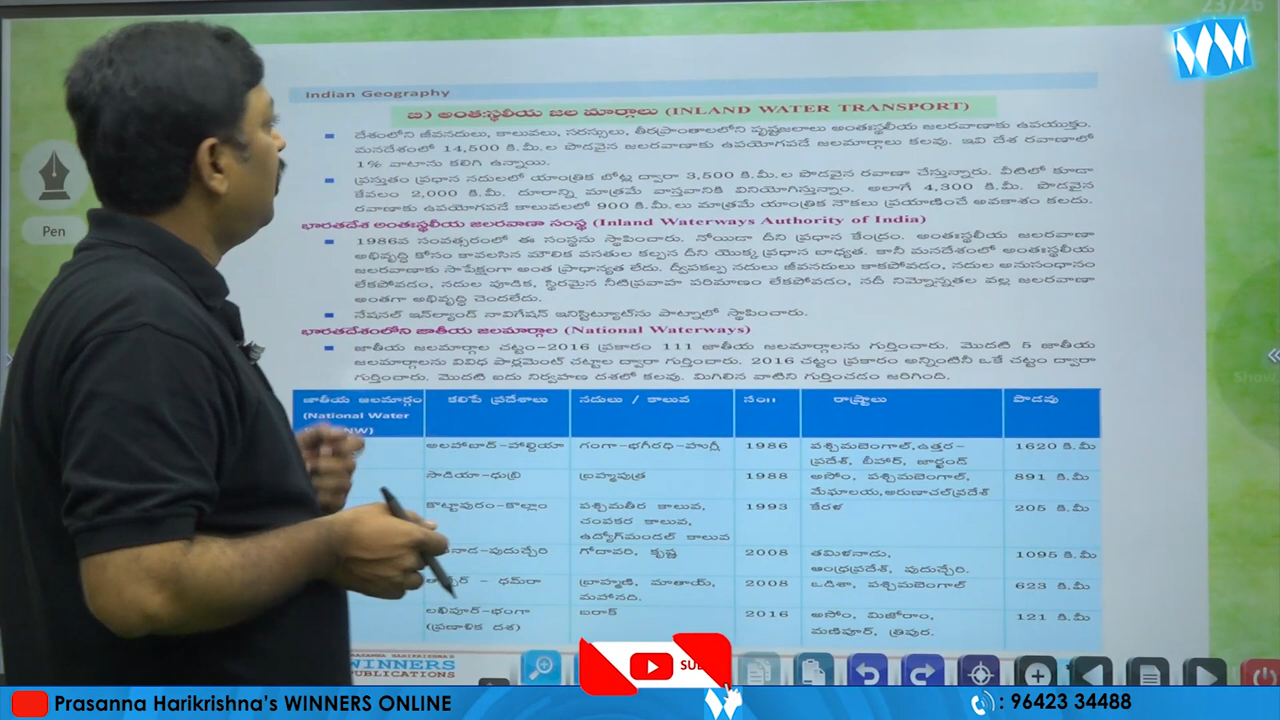 23/26
Indian Geography
ఐ) అంతఃస్థలీయ జల మార్గాలు (INLAND WATER TRANSPORT)
దేశంలోని జీవనదులు, కాలువలు, సరస్సులు, తీరప్రాంతాలలోని పృష్టజలాలు అంతఃస్థలీయ జలరవాణాకు ఉపయుక్తం.
మనదేశంలో 14,500 కి.మీ.ల పొడవైన జలరవాణాకు ఉపయోగపడే జలమార్గాలు కలవు. ఇవి దేశ రవాణాలో
1% వాటాను కలిగి ఉన్నాయి.
ప్రస్తుతం ప్రధాన నదులలో యాంత్రిక బోట్ల ద్వారా 3,500 కి.మీ.ల పొడవైన రవాణా చేస్తున్నారు. వీటిలో కూడా
కేవలం 2,000 కి.మీ. దూరాన్ని మాత్రమే వాస్తవానికి వినియోగిస్తున్నాం. అలాగే 4,300 కి.మీ. పొడవైన
రవాణాకు ఉపయోగపడే కాలువలలో 900 కి.మీ.లు మాత్రమే యాంత్రిక నౌకలు ప్రయాణించే అవకాశం కలదు.
భారతదేశ అంతఃస్థలీయ జలరవాణా సంస్థ (Inland Waterways Authority of India)
1986వ సంవత్సరంలో ఈ సంస్థను స్థాపించారు. నోయిడా దీని ప్రధాన కేంద్రం. అంతఃస్థలీయ జలరవాణా
అభివృద్ధి కోసం కావలసిన మౌలిక వసతుల కల్పన దీని యొక్క ప్రధాన బాధ్యత. కానీ మనదేశంలో అంతఃస్థలీయ
జలరవాణాకు సాపేక్షంగా అంత ప్రాధాన్యత లేదు. ద్వీపకల్ప నదులు జీవనదులు కాకపోవడం, నదుల అనుసంధానం
లేకపోవడం, నదుల పూడిక, స్థిరమైన నీటిప్రవాహ పరిమాణం లేకపోవడం, నదీ నిమ్నోన్నతల వల్ల జలరవాణా
అంతగా అభివృద్ధి చెందలేదు.
నేషనల్ ఇన్‌ల్యాండ్ నావిగేషన్ ఇనిస్టిట్యూట్‌ను పాట్నాలో స్థాపించారు.
భారతదేశంలోని జాతీయ జలమార్గాల (National Waterways)
జాతీయ జలమార్గాల చట్టం-2016 ప్రకారం 111 జాతీయ జలమార్గాలను గుర్తించారు. మొదటి 5 జాతీయ
జలమార్గాలను వివిధ పార్లమెంట్ చట్టాల ద్వారా గుర్తించారు. 2016 చట్టం ప్రకారం అన్నింటినీ ఒకే చట్టం ద్వారా
గుర్తించారు. మొదటి ఐదు నిర్వహణ దశలో కలవు. మిగిలిన వాటిని గుర్తించడం జరిగింది.
జాతీయ జలమార్గం కలిపే ప్రదేశాలు నదులు / కాలువ సం॥ రాష్ట్రాలు పొడవు
(National Water
NW)
అలహాబాద్-హాల్దియా గంగా-భగీరధి-హుగ్లీ 1986 పశ్చిమబెంగాల్,ఉత్తర- 1620 కి.మీ
ప్రదేశ్, బీహార్, జార్ఖండ్
సాడియా-ధుబ్రి బ్రహ్మపుత్ర 1988 అసోం, పశ్చిమబెంగాల్, 891 కి.మీ
మేఘాలయ,అరుణాచల్‌ప్రదేశ్
కొట్టాపురం-కొల్లాం పశ్చిమతీర కాలువ, 1993 కేరళ 205 కి.మీ
చంపకర కాలువ,
ఉద్యోగ్‌మండల్ కాలువ
నాడ-పుదుచ్చేరి గోదావరి, కృష్ణ 2008 తమిళనాడు, 1095 కి.మీ
ఆంధ్రప్రదేశ్, పుదుచ్చేరి.
ధమ్‌రా బ్రాహ్మణి, మాతాయ్, 2008 ఒడిశా, పశ్చిమబెంగాల్ 623 కి.మీ
మహానది.
లఖీపూర్-భంగా బరాక్ 2016 అసోం, మిజోరాం, 121 కి.మీ
(ప్రణాళిక దశ) మణిపూర్, త్రిపుర.
Pen
WINNERS
PUBLICATIONS
Prasanna Harikrishna's WINNERS ONLINE
: 96423 34488